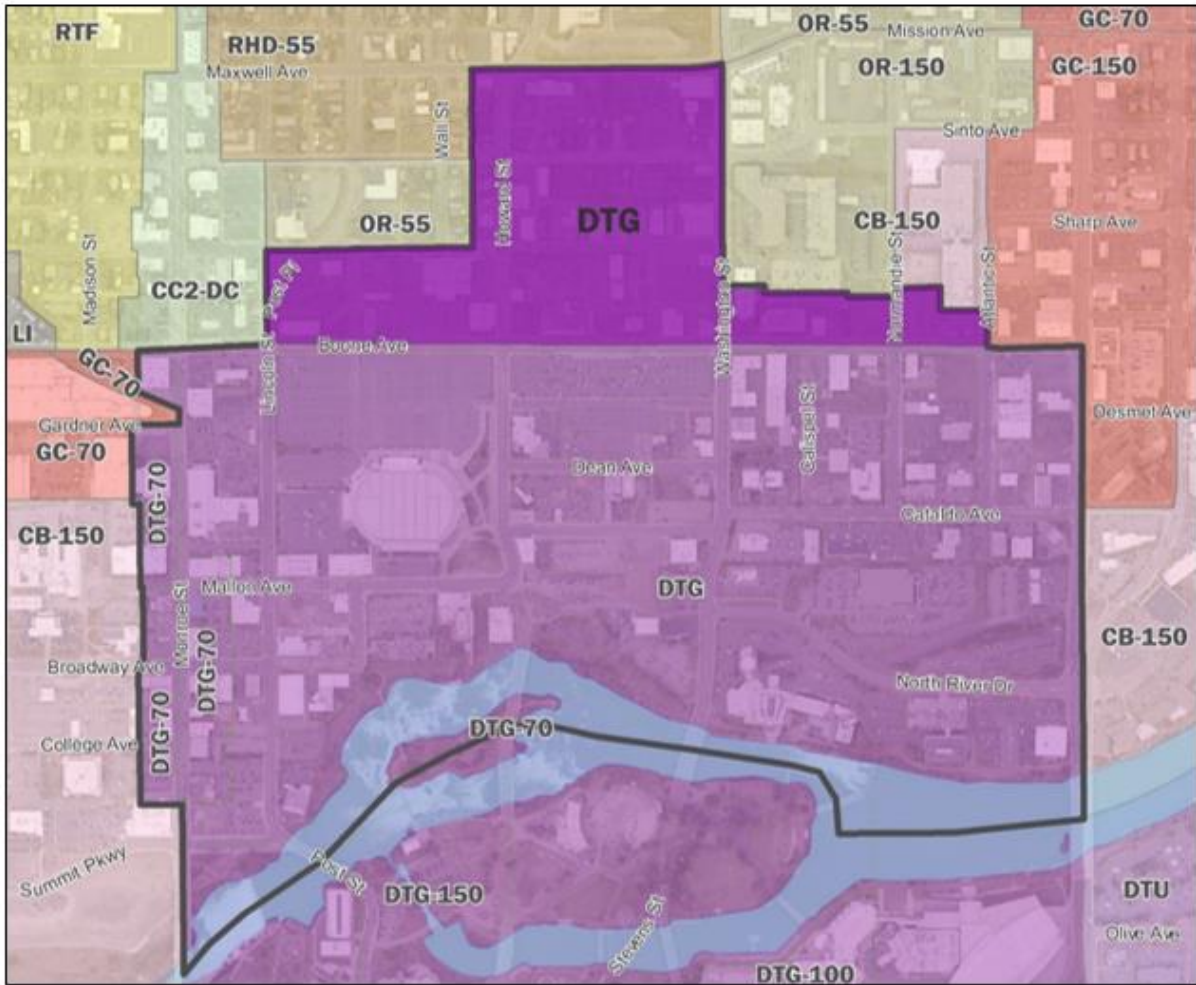 OR-55
Mission Ave
GC-70
RTF
RHD-55
Maxwell Ave
OR-150
GC-150
Wall St
Sinto Ave
Howard St
DTG
OR-55
CB-150
Sharp Ave
Madison St
Post Pl
Washington St
Normandie St
Atlantic St
CC2-DC
LI
Boone Ave
GC-70
Lincoln St
Gardner Ave
Calispel St
Desmet Ave
GC-70
DTG-70
Dean Ave
CB-150
Cataldo Ave
Mallon Ave
DTG
Monroe St
DTG-70
CB-150
Broadway Ave
North River Dr
DTG-70
DTG-70
College Ave
Summit Pkwy
Post St
DTG-150
DTU
Stevens St
Olive Ave
DTG-100